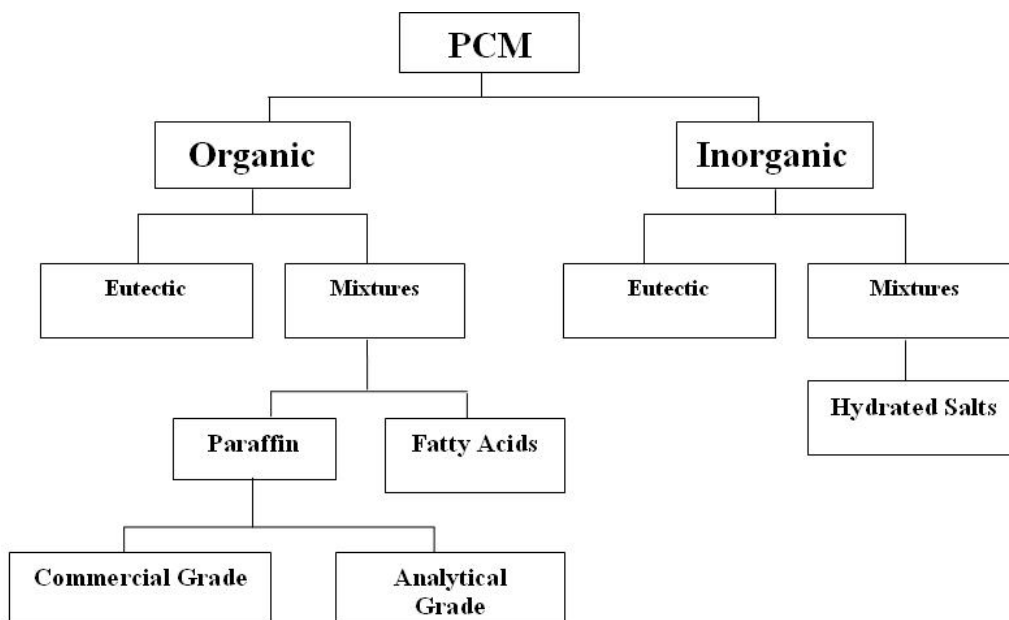 PCM
Organic
Inorganic
Eutectic
Mixtures
Eutectic
Mixtures
Hydrated Salts
Paraffin
Fatty Acids
Commercial Grade
Analytical
Grade